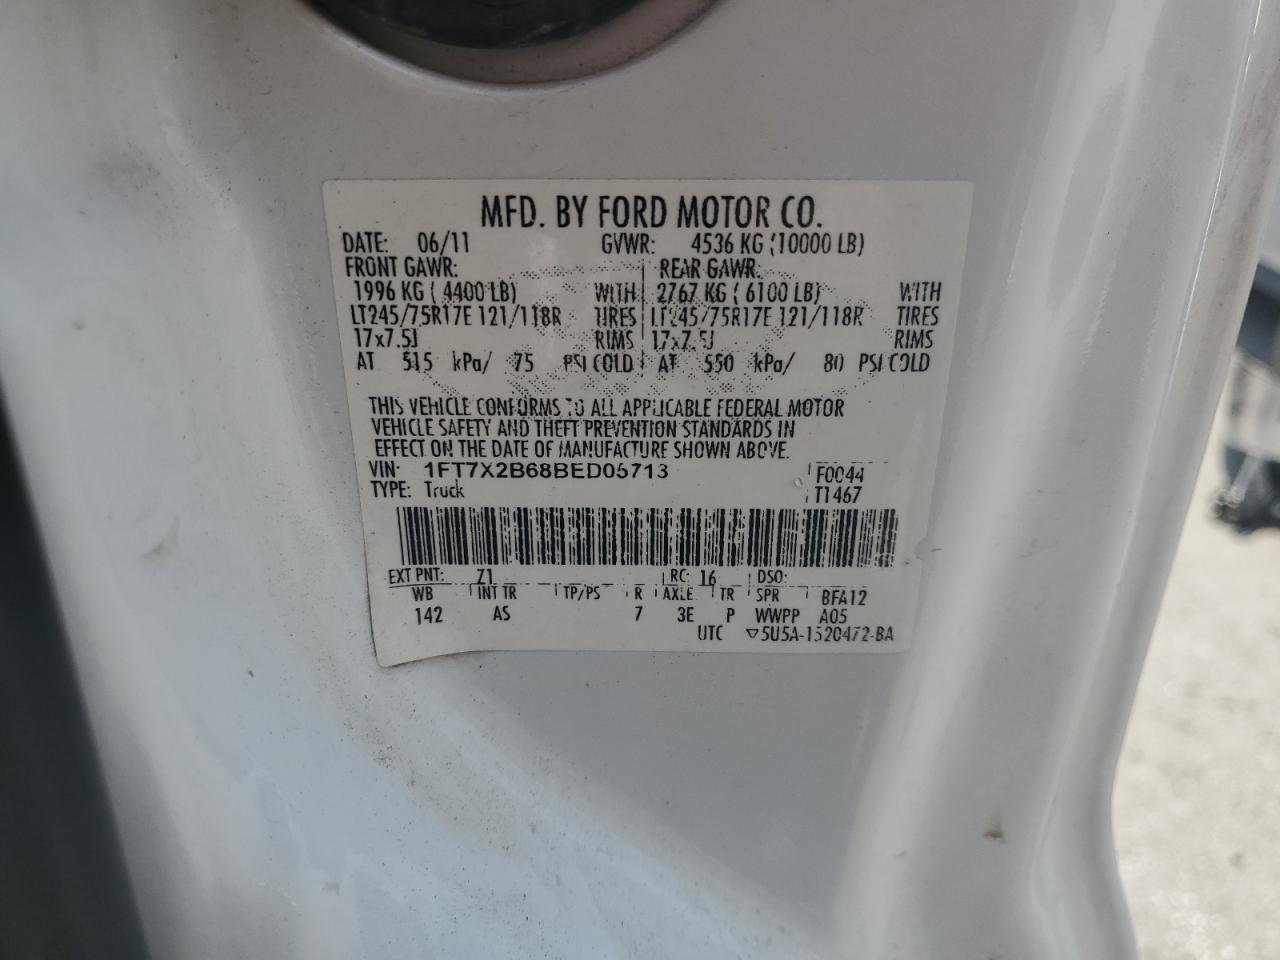 MFD. BY FORD MOTOR CO.
DATE: 06/11 GVWR: 4536 KG (10000 LB)
FRONT GAWR: REAR GAWR:
1996 KG ( 4400 LB) WITH 2767 KG ( 6100 LB) WITH
LT245/75R17E 121/118R TIRES LT245/75R17E 121/118R TIRES
17x7.5J RIMS 17x7.5J RIMS
AT 515 kPa/ 75 PSI COLD AT 550 kPa/ 80 PSI COLD
THIS VEHICLE CONFORMS TO ALL APPLICABLE FEDERAL MOTOR
VEHICLE SAFETY AND THEFT PREVENTION STANDARDS IN
EFFECT ON THE DATE OF MANUFACTURE SHOWN ABOVE.
VIN: 1FT7X2B68BED05713 F0044
TYPE: Truck T1467
EXT PNT: Z1 RC: 16 DSO:
WB INT TR TP/PS R AXLE TR SPR BFA12
142 AS 7 3E P WWPP A05
UTC ▽5U5A-1520472-BA